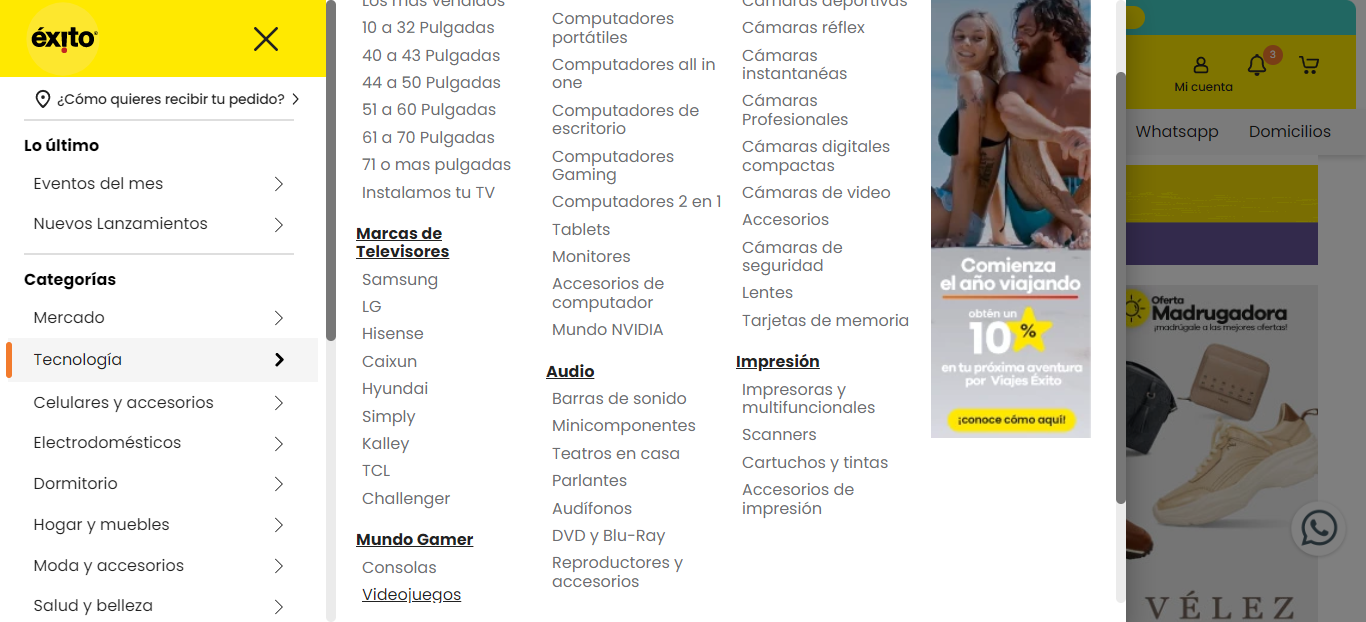 éxito
¿Cómo quieres recibir tu pedido?
Lo último
Eventos del mes
Nuevos Lanzamientos
Categorías
Mercado
Tecnología
Celulares y accesorios
Electrodomésticos
Dormitorio
Hogar y muebles
Moda y accesorios
Salud y belleza
Los más vendidos
10 a 32 Pulgadas
40 a 43 Pulgadas
44 a 50 Pulgadas
51 a 60 Pulgadas
61 a 70 Pulgadas
71 o mas pulgadas
Instalamos tu TV
Marcas de
Televisores
Samsung
LG
Hisense
Caixun
Hyundai
Simply
Kalley
TCL
Challenger
Mundo Gamer
Consolas
Videojuegos
Computadores
portátiles
Computadores all in
one
Computadores de
escritorio
Computadores
Gaming
Computadores 2 en 1
Tablets
Monitores
Accesorios de
computador
Mundo NVIDIA
Audio
Barras de sonido
Minicomponentes
Teatros en casa
Parlantes
Audífonos
DVD y Blu-Ray
Reproductores y
accesorios
Cámaras deportivas
Cámaras réflex
Cámaras
instantaneás
Cámaras
Profesionales
Cámaras digitales
compactas
Cámaras de video
Accesorios
Cámaras de
seguridad
Lentes
Tarjetas de memoria
Impresión
Impresoras y
multifuncionales
Scanners
Cartuchos y tintas
Accesorios de
impresión
Comienza
el año viajando
obtén un
10%
en tu próxima aventura
por Viajes Éxito
¡conoce cómo aquí!
3
Mi cuenta
Whatsapp
Domicilios
Oferta
Madrugadora
¡madrúgale a las mejores ofertas!
VÉLEZ